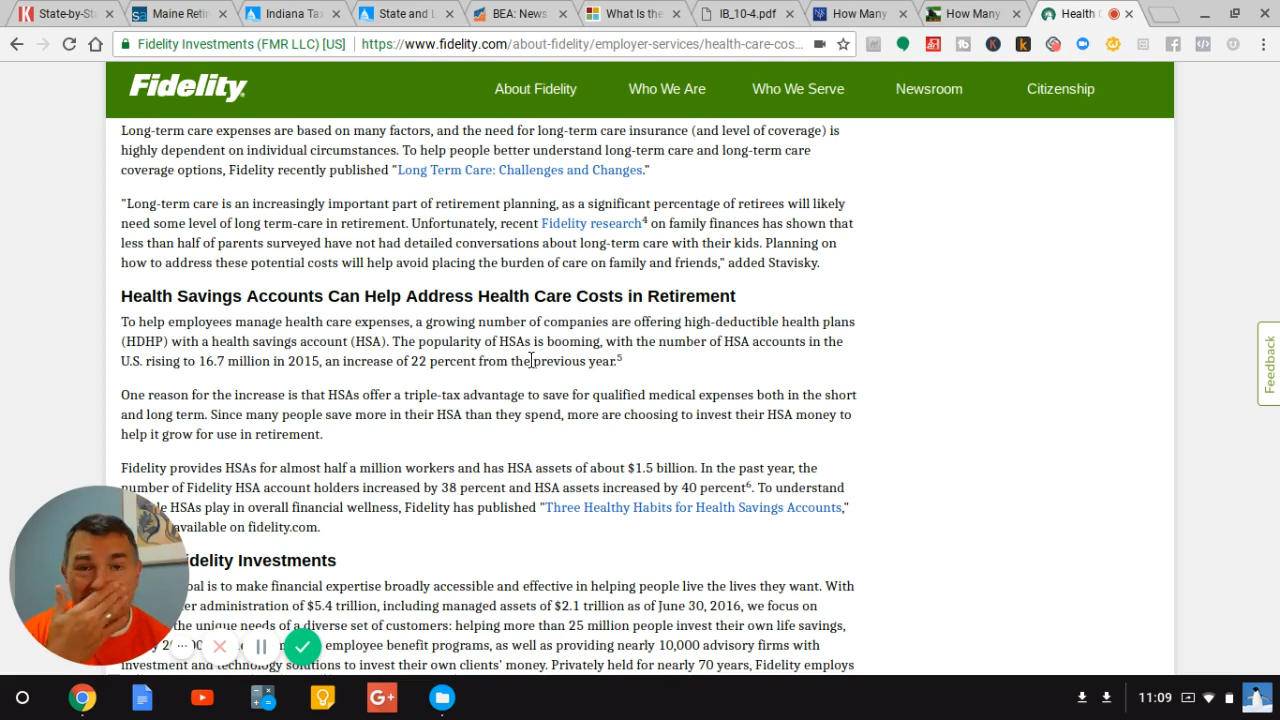 State-by-St
Maine Reti
Indiana Ta
State and L
BEA: News
What Is the
IB_10-4.pdf
How Many
How Many
Health
Fidelity Investments (FMR LLC) [US]
https://www.fidelity.com/about-fidelity/employer-services/health-care-cos...
Fidelity
About Fidelity
Who We Are
Who We Serve
Newsroom
Citizenship
Long-term care expenses are based on many factors, and the need for long-term care insurance (and level of coverage) is
highly dependent on individual circumstances. To help people better understand long-term care and long-term care
coverage options, Fidelity recently published "Long Term Care: Challenges and Changes."
"Long-term care is an increasingly important part of retirement planning, as a significant percentage of retirees will likely
need some level of long term-care in retirement. Unfortunately, recent Fidelity research4 on family finances has shown that
less than half of parents surveyed have not had detailed conversations about long-term care with their kids. Planning on
how to address these potential costs will help avoid placing the burden of care on family and friends," added Stavisky.
Health Savings Accounts Can Help Address Health Care Costs in Retirement
To help employees manage health care expenses, a growing number of companies are offering high-deductible health plans
(HDHP) with a health savings account (HSA). The popularity of HSAs is booming, with the number of HSA accounts in the
U.S. rising to 16.7 million in 2015, an increase of 22 percent from the previous year.5
One reason for the increase is that HSAs offer a triple-tax advantage to save for qualified medical expenses both in the short
and long term. Since many people save more in their HSA than they spend, more are choosing to invest their HSA money to
help it grow for use in retirement.
Fidelity provides HSAs for almost half a million workers and has HSA assets of about $1.5 billion. In the past year, the
number of Fidelity HSA account holders increased by 38 percent and HSA assets increased by 40 percent6. To understand
HSAs play in overall financial wellness, Fidelity has published "Three Healthy Habits for Health Savings Accounts,"
available on fidelity.com.
Fidelity Investments
is to make financial expertise broadly accessible and effective in helping people live the lives they want. With
administration of $5.4 trillion, including managed assets of $2.1 trillion as of June 30, 2016, we focus on
the unique needs of a diverse set of customers: helping more than 25 million people invest their own life savings,
employee benefit programs, as well as providing nearly 10,000 advisory firms with
investment and technology solutions to invest their own clients' money. Privately held for nearly 70 years, Fidelity employs
Feedback
11:09